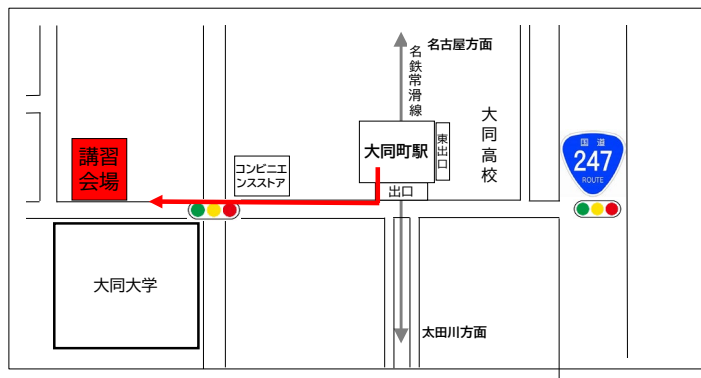 名古屋方面
名鉄常滑線
大同高校
国道
247
ROUTE
講習
会場
コンビニエ
ンスストア
大同町駅
東出口
出口
大同大学
太田川方面